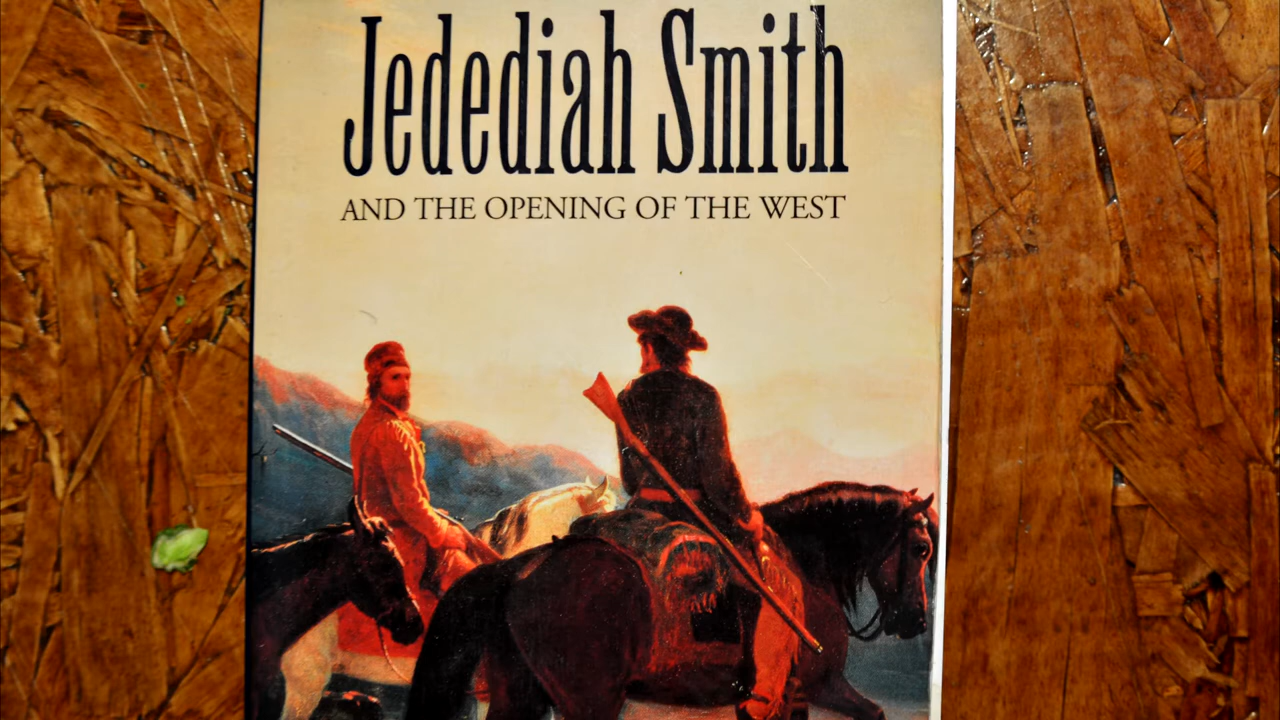 Jedediah Smith
AND THE OPENING OF THE WEST